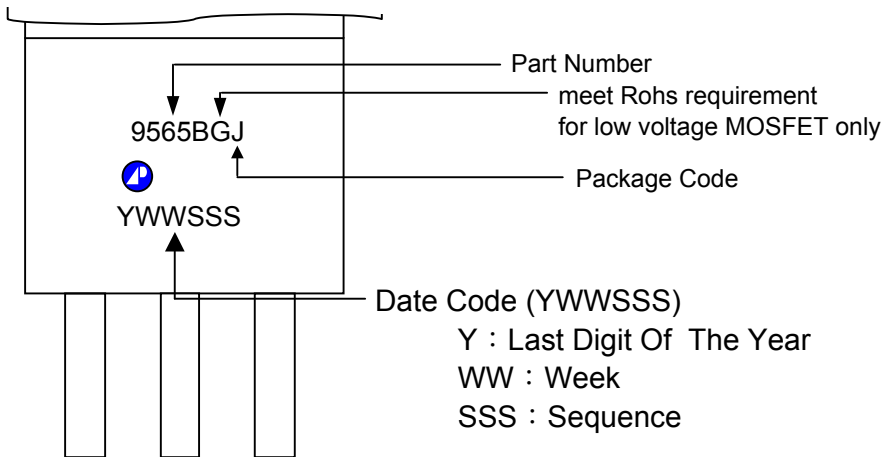 Part Number
meet Rohs requirement
for low voltage MOSFET only
9565BGJ
Package Code
YWWSSS
Date Code (YWWSSS)
Y：Last Digit Of The Year
WW：Week
SSS：Sequence